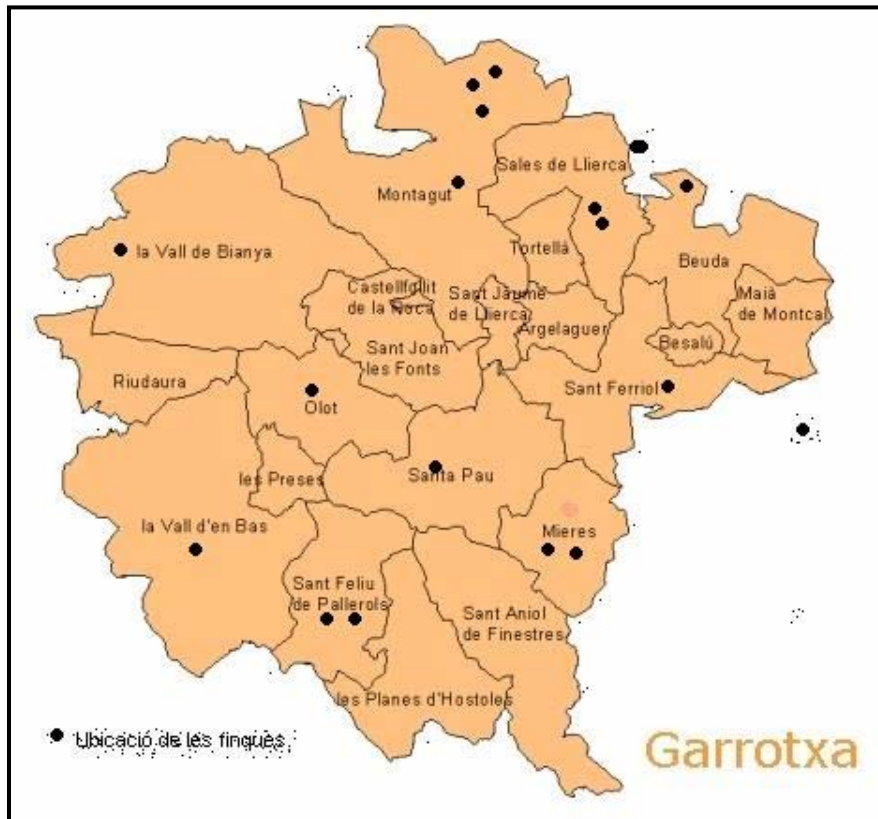 Sales de Llierca
Montagut
Tortellà
la Vall de Bianya
Beuda
Castellfollit
de la Roca
Sant Jaume
de Llierca
Maià
de Montcal
Argelaguer
Besalú
Sant Joan
les Fonts
Riudaura
Sant Ferriol
Olot
les Preses
Santa Pau
la Vall d'en Bas
Mieres
Sant Feliu
de Pallerols
Sant Aniol
de Finestres
les Planes d'Hostoles
Ubicació de les finques
Garrotxa